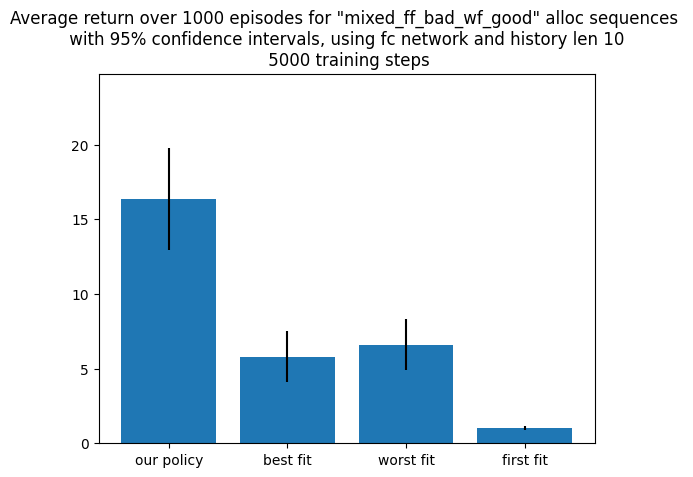 Average return over 1000 episodes for "mixed_ff_bad_wf_good" alloc sequences
with 95% confidence intervals, using fc network and history len 10
5000 training steps
20
15
10
5
0
our policy
best fit
worst fit
first fit